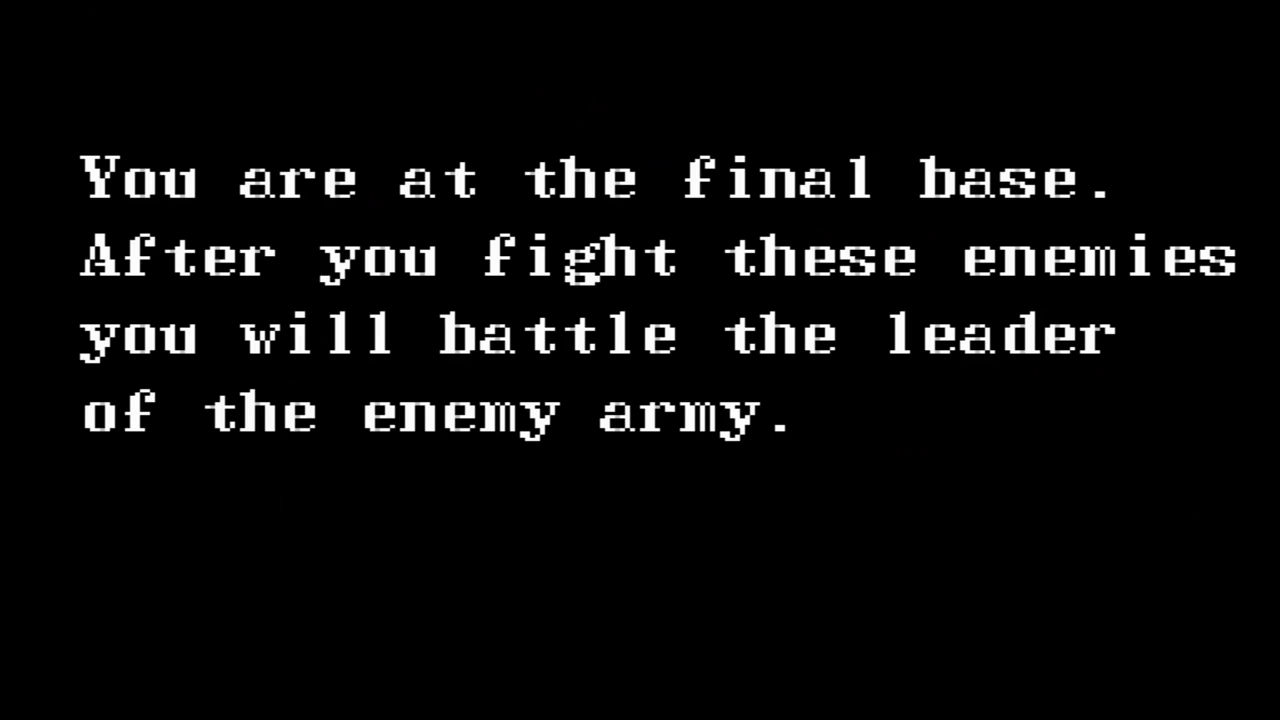 You are at the final base.
After you fight these enemies
you will battle the leader
of the enemy army.